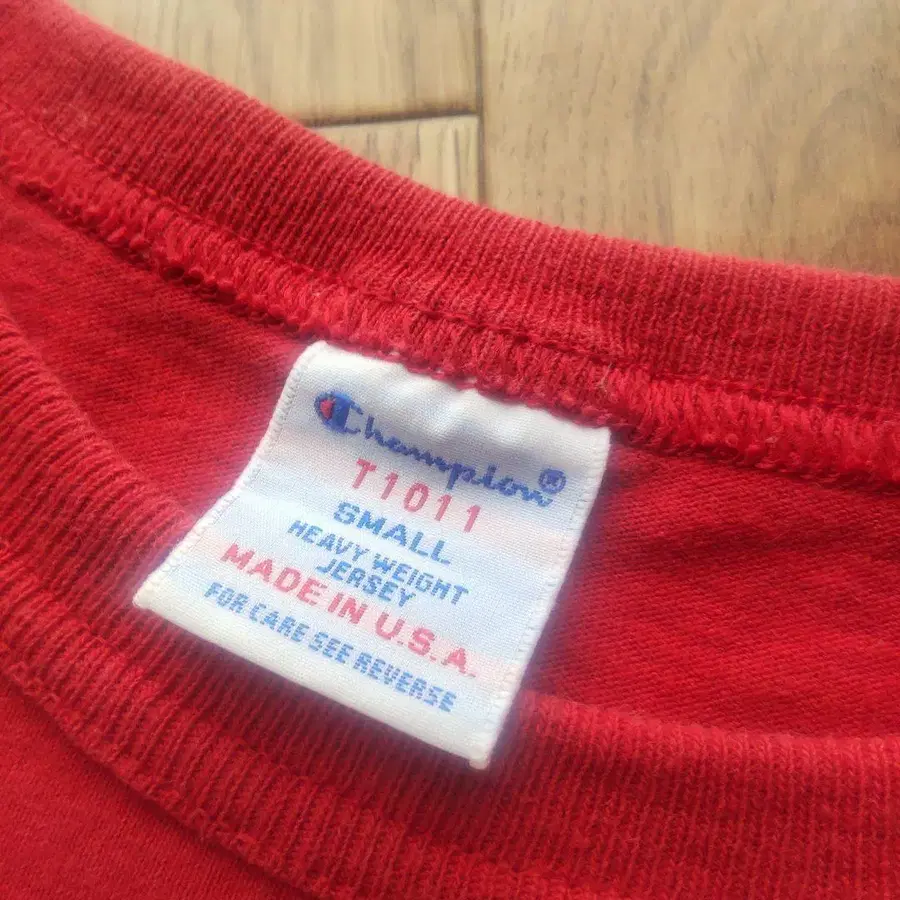 Champion®
T1011
SMALL
HEAVY WEIGHT
JERSEY
MADE IN U.S.A.
FOR CARE SEE REVERSE